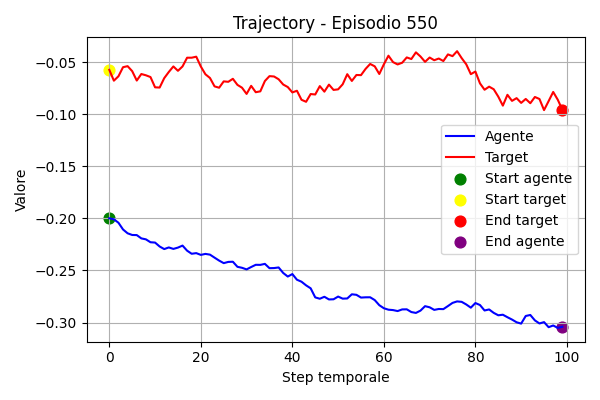 Trajectory - Episodio 550
Valore
−0.05
−0.10
−0.15
−0.20
−0.25
−0.30
Agente
Target
Start agente
Start target
End target
End agente
0 20 40 60 80 100
Step temporale